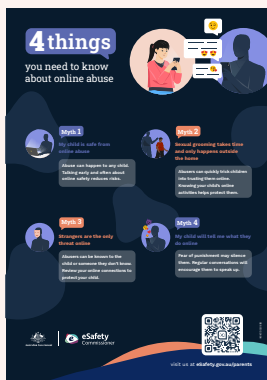 4 things
you need to know
about online abuse
Myth 1
My child is safe from
online abuse
Abuse can happen to any child.
Talking early and often about
online safety reduces risks.
Myth 2
Sexual grooming takes time
and only happens outside
the home
Abusers can quickly trick children
into trusting them online.
Knowing your child's online
activities helps protect them.
Myth 3
Strangers are the only
threat online
Abusers can be known to the
child or someone they don't know.
Review your online connections to
protect your child.
Myth 4
My child will tell me what they
do online
Fear of punishment may silence
them. Regular conversations will
encourage them to speak up.
Australian Government
eSafety
Commissioner
visit us at eSafety.gov.au/parents